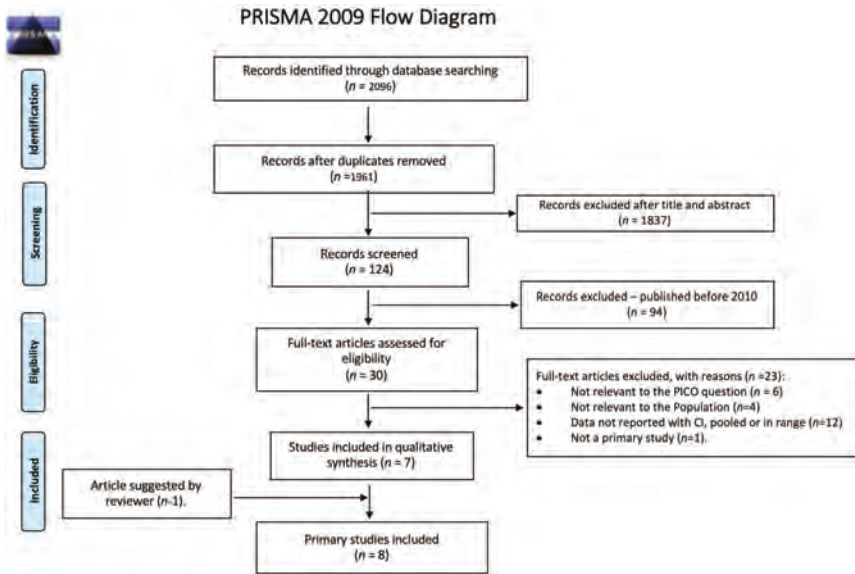 PRISMA 2009 Flow Diagram
Identification
Records identified through database searching
(n = 2096)
Records after duplicates removed
(n =1961)
Screening
Records excluded after title and abstract
(n = 1837)
Records screened
(n = 124)
Records excluded – published before 2010
(n = 94)
Eligibility
Full-text articles assessed for
eligibility
(n = 30)
Full-text articles excluded, with reasons (n =23):
• Not relevant to the PICO question (n = 6)
• Not relevant to the Population (n=4)
• Data not reported with CI, pooled or in range (n=12)
• Not a primary study (n=1).
Included
Studies included in qualitative
synthesis (n = 7)
Article suggested by
reviewer (n-1).
Primary studies included
(n = 8)